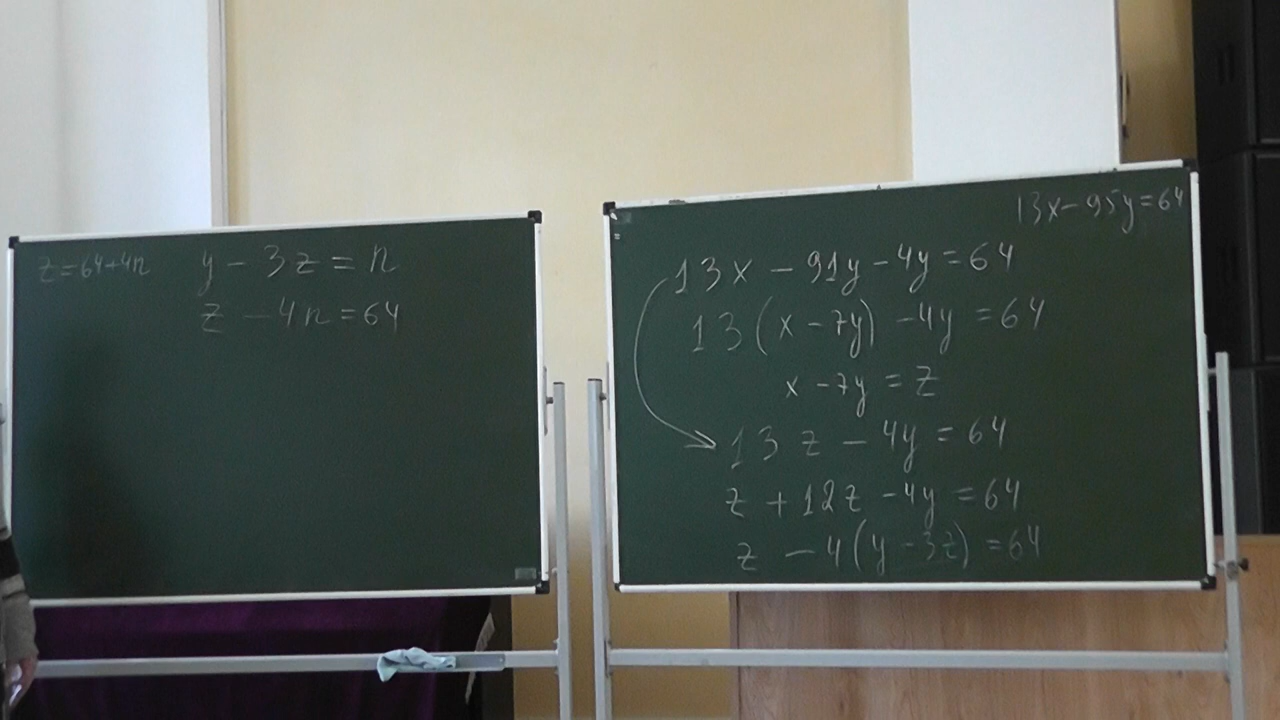 z=64+4n
y - 3z = n
z - 4n = 64
13x-95y=64
13x - 91y - 4y = 64
13(x - 7y) - 4y = 64
x - 7y = z
13z - 4y = 64
z + 12z - 4y = 64
z - 4(y - 3z) = 64